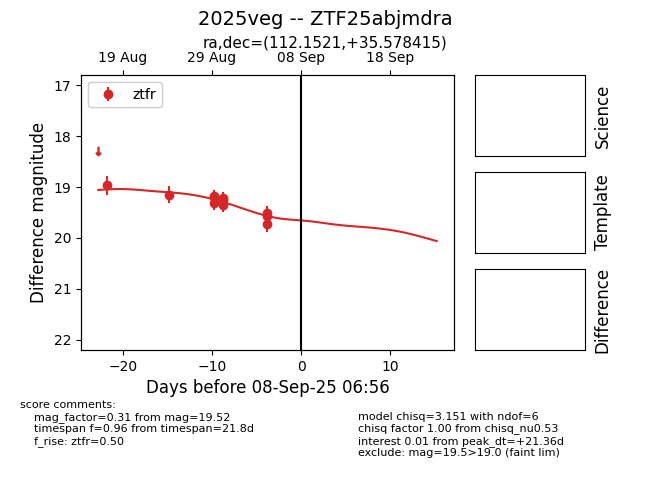 2025veg -- ZTF25abjmdra
ra,dec=(112.1521,+35.578415)
19 Aug 29 Aug 08 Sep 18 Sep
ztfr
17
18
19
20
21
22
Difference magnitude
−20 −10 0 10
Days before 08-Sep-25 06:56
Science
Template
Difference
score comments:
mag_factor=0.31 from mag=19.52
timespan f=0.96 from timespan=21.8d
f_rise: ztfr=0.50
model chisq=3.151 with ndof=6
chisq factor 1.00 from chisq_nu0.53
interest 0.01 from peak_dt=+21.36d
exclude: mag=19.5>19.0 (faint lim)